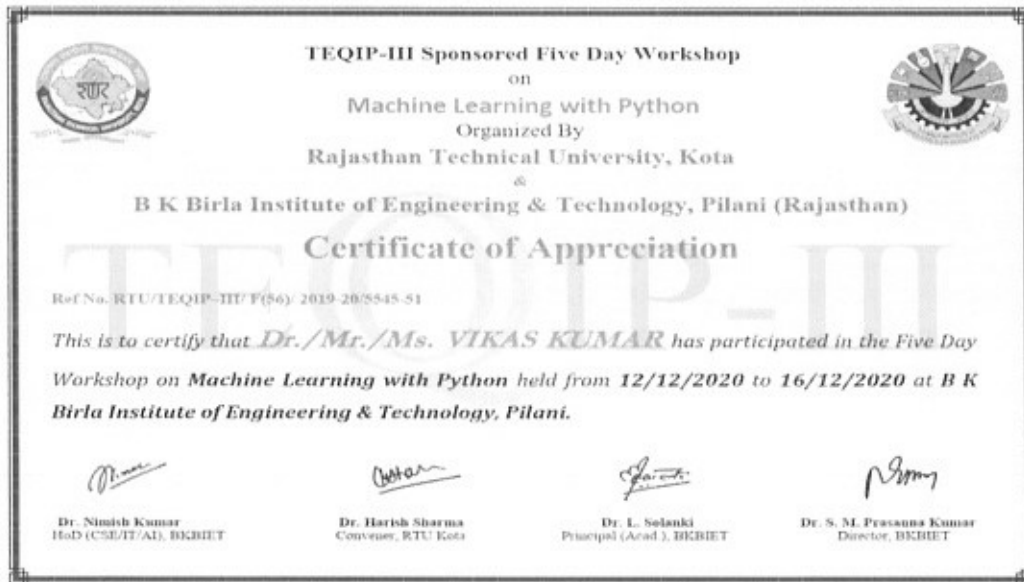 TEQIP-III Sponsored Five Day Workshop
on
Machine Learning with Python
Organized By
Rajasthan Technical University, Kota
&
B K Birla Institute of Engineering & Technology, Pilani (Rajasthan)
Certificate of Appreciation
TEQIP-III
Ref No. RTU/TEQIP-III/ F(56)/ 2019-20/5545-51
This is to certify that Dr./Mr./Ms. VIKAS KUMAR has participated in the Five Day
Workshop on Machine Learning with Python held from 12/12/2020 to 16/12/2020 at B K
Birla Institute of Engineering & Technology, Pilani.
Dr. Nimish Kumar
HoD (CSE/IT/AI), BKBIET
Dr. Harish Sharma
Convener, RTU Kota
Dr. L. Solanki
Principal (Acad.), BKBIET
Dr. S. M. Prasanna Kumar
Director, BKBIET